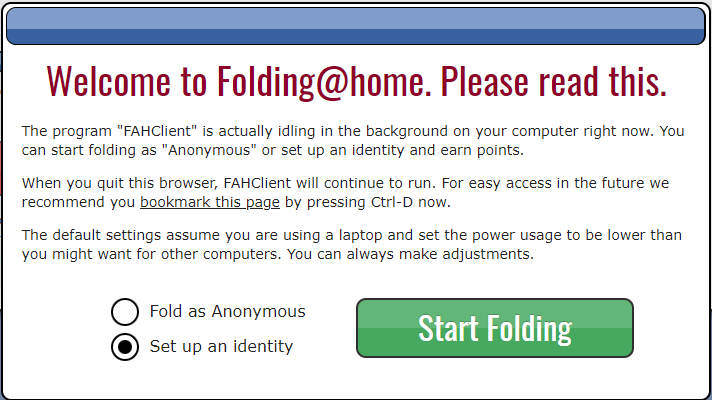 Welcome to Folding@home. Please read this.
The program "FAHClient" is actually idling in the background on your computer right now. You
can start folding as "Anonymous" or set up an identity and earn points.
When you quit this browser, FAHClient will continue to run. For easy access in the future we
recommend you bookmark this page by pressing Ctrl-D now.
The default settings assume you are using a laptop and set the power usage to be lower than
you might want for other computers. You can always make adjustments.
Fold as Anonymous
Set up an identity
Start Folding